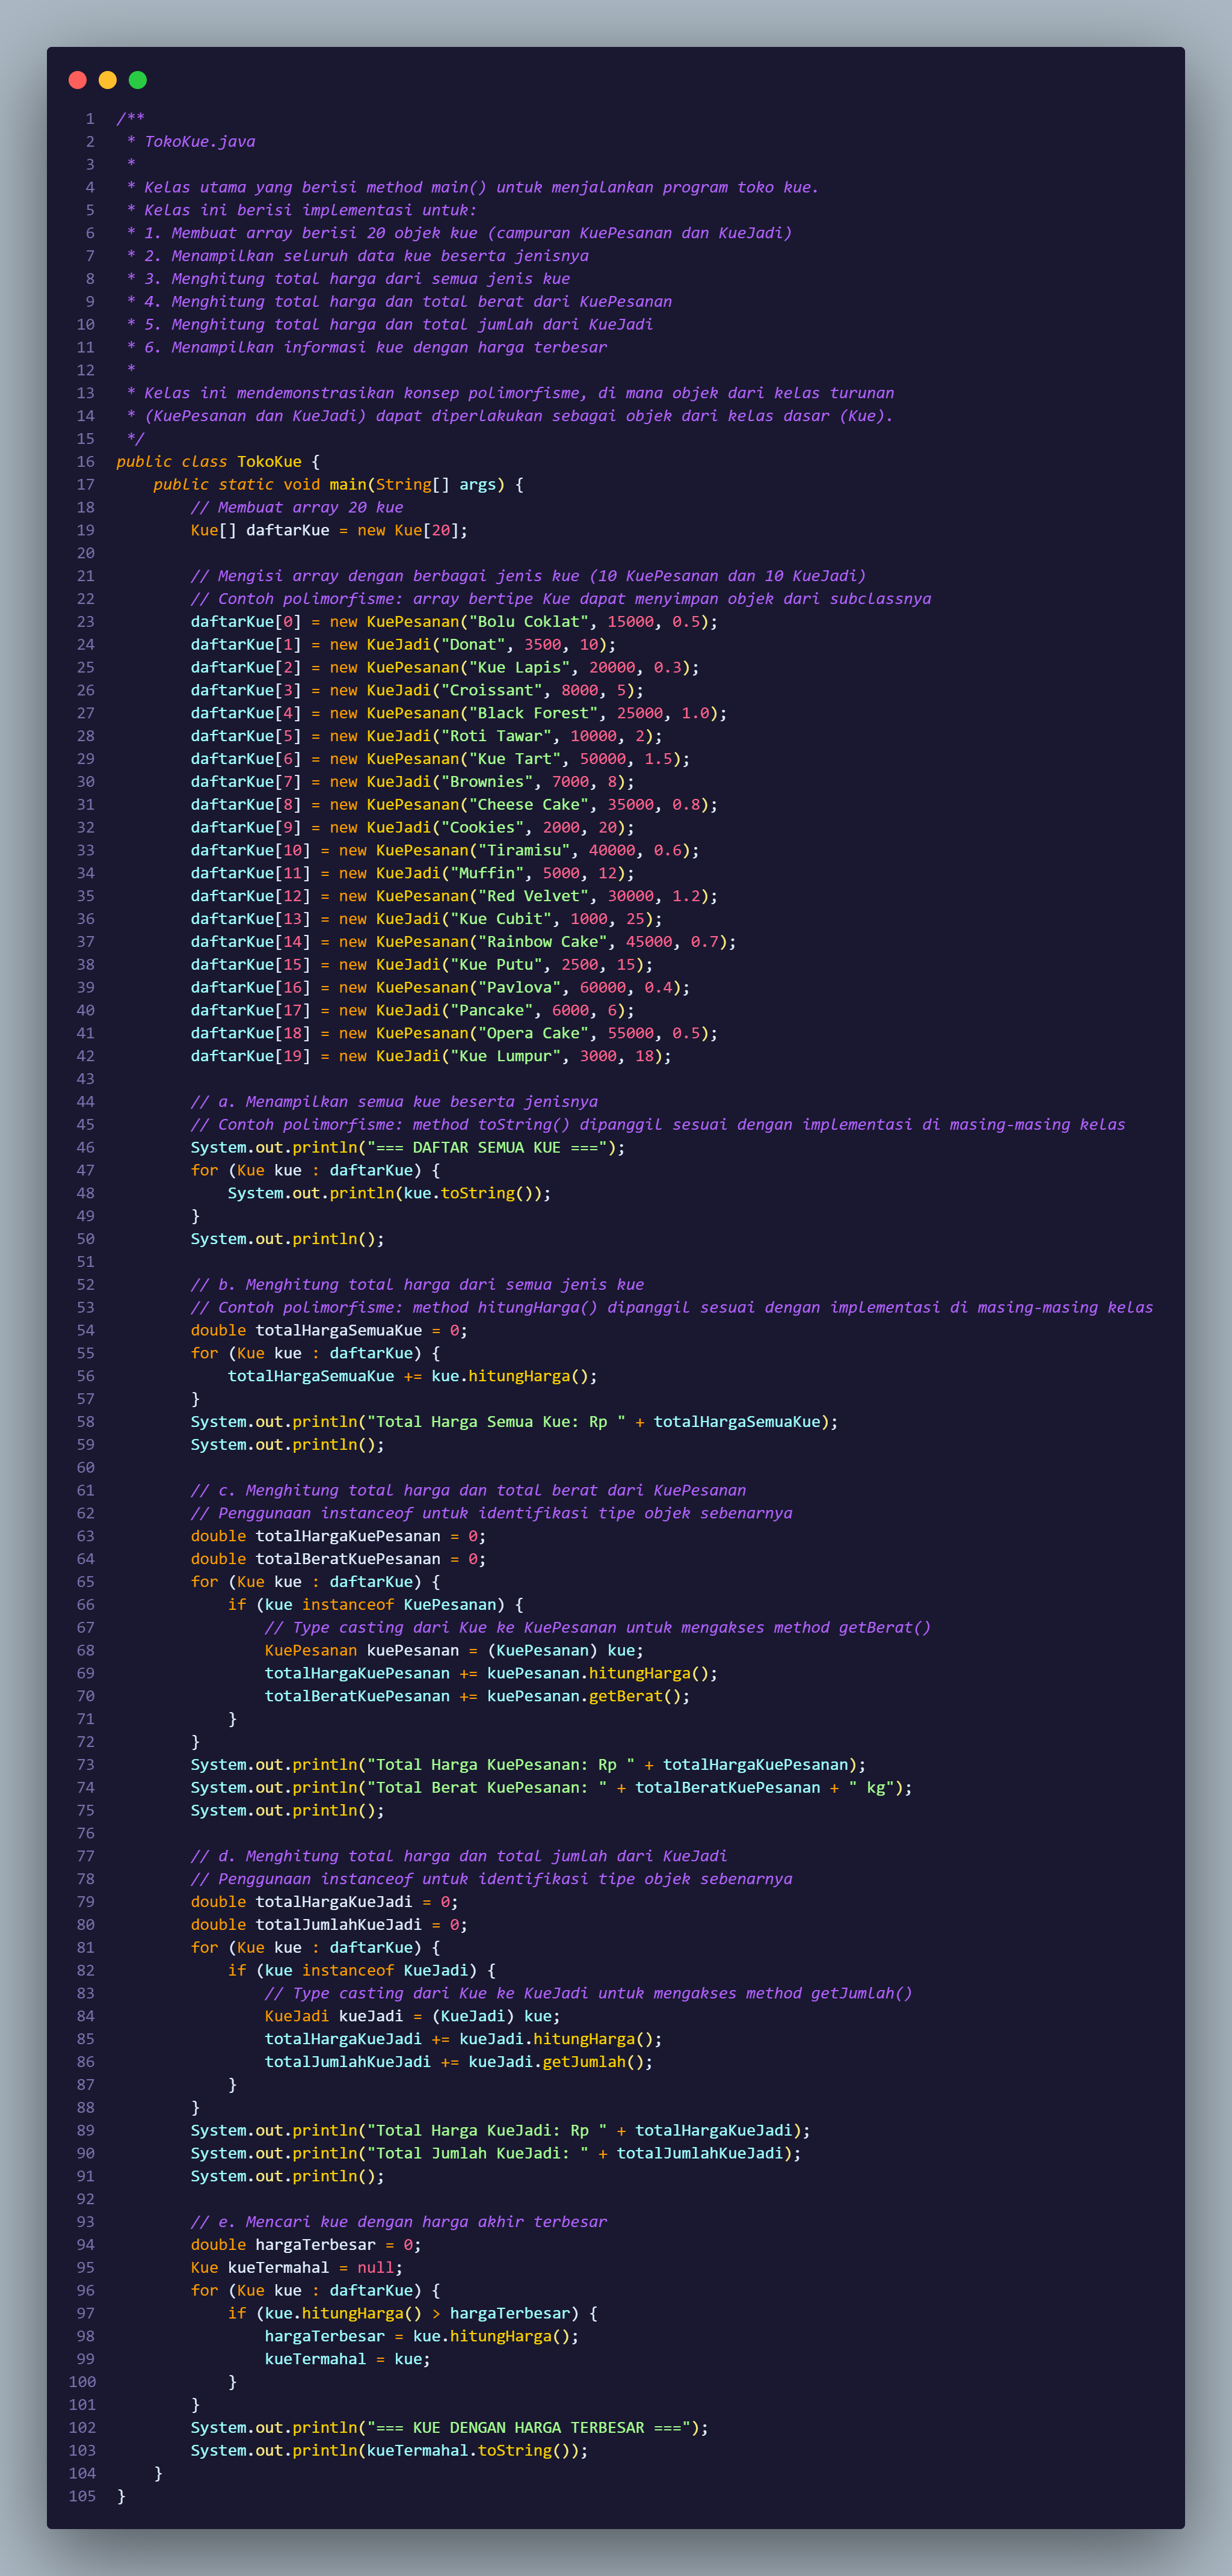 1 /**
2  * TokoKue.java
3  *
4  * Kelas utama yang berisi method main() untuk menjalankan program toko kue.
5  * Kelas ini berisi implementasi untuk:
6  * 1. Membuat array berisi 20 objek kue (campuran KuePesanan dan KueJadi)
7  * 2. Menampilkan seluruh data kue beserta jenisnya
8  * 3. Menghitung total harga dari semua jenis kue
9  * 4. Menghitung total harga dan total berat dari KuePesanan
10  * 5. Menghitung total harga dan total jumlah dari KueJadi
11  * 6. Menampilkan informasi kue dengan harga terbesar
12  *
13  * Kelas ini mendemonstrasikan konsep polimorfisme, di mana objek dari kelas turunan
14  * (KuePesanan dan KueJadi) dapat diperlakukan sebagai objek dari kelas dasar (Kue).
15  */
16 public class TokoKue {
17     public static void main(String[] args) {
18         // Membuat array 20 kue
19         Kue[] daftarKue = new Kue[20];
20
21         // Mengisi array dengan berbagai jenis kue (10 KuePesanan dan 10 KueJadi)
22         // Contoh polimorfisme: array bertipe Kue dapat menyimpan objek dari subclassnya
23         daftarKue[0] = new KuePesanan("Bolu Coklat", 15000, 0.5);
24         daftarKue[1] = new KueJadi("Donat", 3500, 10);
25         daftarKue[2] = new KuePesanan("Kue Lapis", 20000, 0.3);
26         daftarKue[3] = new KueJadi("Croissant", 8000, 5);
27         daftarKue[4] = new KuePesanan("Black Forest", 25000, 1.0);
28         daftarKue[5] = new KueJadi("Roti Tawar", 10000, 2);
29         daftarKue[6] = new KuePesanan("Kue Tart", 50000, 1.5);
30         daftarKue[7] = new KueJadi("Brownies", 7000, 8);
31         daftarKue[8] = new KuePesanan("Cheese Cake", 35000, 0.8);
32         daftarKue[9] = new KueJadi("Cookies", 2000, 20);
33         daftarKue[10] = new KuePesanan("Tiramisu", 40000, 0.6);
34         daftarKue[11] = new KueJadi("Muffin", 5000, 12);
35         daftarKue[12] = new KuePesanan("Red Velvet", 30000, 1.2);
36         daftarKue[13] = new KueJadi("Kue Cubit", 1000, 25);
37         daftarKue[14] = new KuePesanan("Rainbow Cake", 45000, 0.7);
38         daftarKue[15] = new KueJadi("Kue Putu", 2500, 15);
39         daftarKue[16] = new KuePesanan("Pavlova", 60000, 0.4);
40         daftarKue[17] = new KueJadi("Pancake", 6000, 6);
41         daftarKue[18] = new KuePesanan("Opera Cake", 55000, 0.5);
42         daftarKue[19] = new KueJadi("Kue Lumpur", 3000, 18);
43
44         // a. Menampilkan semua kue beserta jenisnya
45         // Contoh polimorfisme: method toString() dipanggil sesuai dengan implementasi di masing-masing kelas
46         System.out.println("=== DAFTAR SEMUA KUE ===");
47         for (Kue kue : daftarKue) {
48             System.out.println(kue.toString());
49         }
50         System.out.println();
51
52         // b. Menghitung total harga dari semua jenis kue
53         // Contoh polimorfisme: method hitungHarga() dipanggil sesuai dengan implementasi di masing-masing kelas
54         double totalHargaSemuaKue = 0;
55         for (Kue kue : daftarKue) {
56             totalHargaSemuaKue += kue.hitungHarga();
57         }
58         System.out.println("Total Harga Semua Kue: Rp " + totalHargaSemuaKue);
59         System.out.println();
60
61         // c. Menghitung total harga dan total berat dari KuePesanan
62         // Penggunaan instanceof untuk identifikasi tipe objek sebenarnya
63         double totalHargaKuePesanan = 0;
64         double totalBeratKuePesanan = 0;
65         for (Kue kue : daftarKue) {
66             if (kue instanceof KuePesanan) {
67                 // Type casting dari Kue ke KuePesanan untuk mengakses method getBerat()
68                 KuePesanan kuePesanan = (KuePesanan) kue;
69                 totalHargaKuePesanan += kuePesanan.hitungHarga();
70                 totalBeratKuePesanan += kuePesanan.getBerat();
71             }
72         }
73         System.out.println("Total Harga KuePesanan: Rp " + totalHargaKuePesanan);
74         System.out.println("Total Berat KuePesanan: " + totalBeratKuePesanan + " kg");
75         System.out.println();
76
77         // d. Menghitung total harga dan total jumlah dari KueJadi
78         // Penggunaan instanceof untuk identifikasi tipe objek sebenarnya
79         double totalHargaKueJadi = 0;
80         double totalJumlahKueJadi = 0;
81         for (Kue kue : daftarKue) {
82             if (kue instanceof KueJadi) {
83                 // Type casting dari Kue ke KueJadi untuk mengakses method getJumlah()
84                 KueJadi kueJadi = (KueJadi) kue;
85                 totalHargaKueJadi += kueJadi.hitungHarga();
86                 totalJumlahKueJadi += kueJadi.getJumlah();
87             }
88         }
89         System.out.println("Total Harga KueJadi: Rp " + totalHargaKueJadi);
90         System.out.println("Total Jumlah KueJadi: " + totalJumlahKueJadi);
91         System.out.println();
92
93         // e. Mencari kue dengan harga akhir terbesar
94         double hargaTerbesar = 0;
95         Kue kueTermahal = null;
96         for (Kue kue : daftarKue) {
97             if (kue.hitungHarga() > hargaTerbesar) {
98                 hargaTerbesar = kue.hitungHarga();
99                 kueTermahal = kue;
100             }
101         }
102         System.out.println("=== KUE DENGAN HARGA TERBESAR ===");
103         System.out.println(kueTermahal.toString());
104     }
105 }